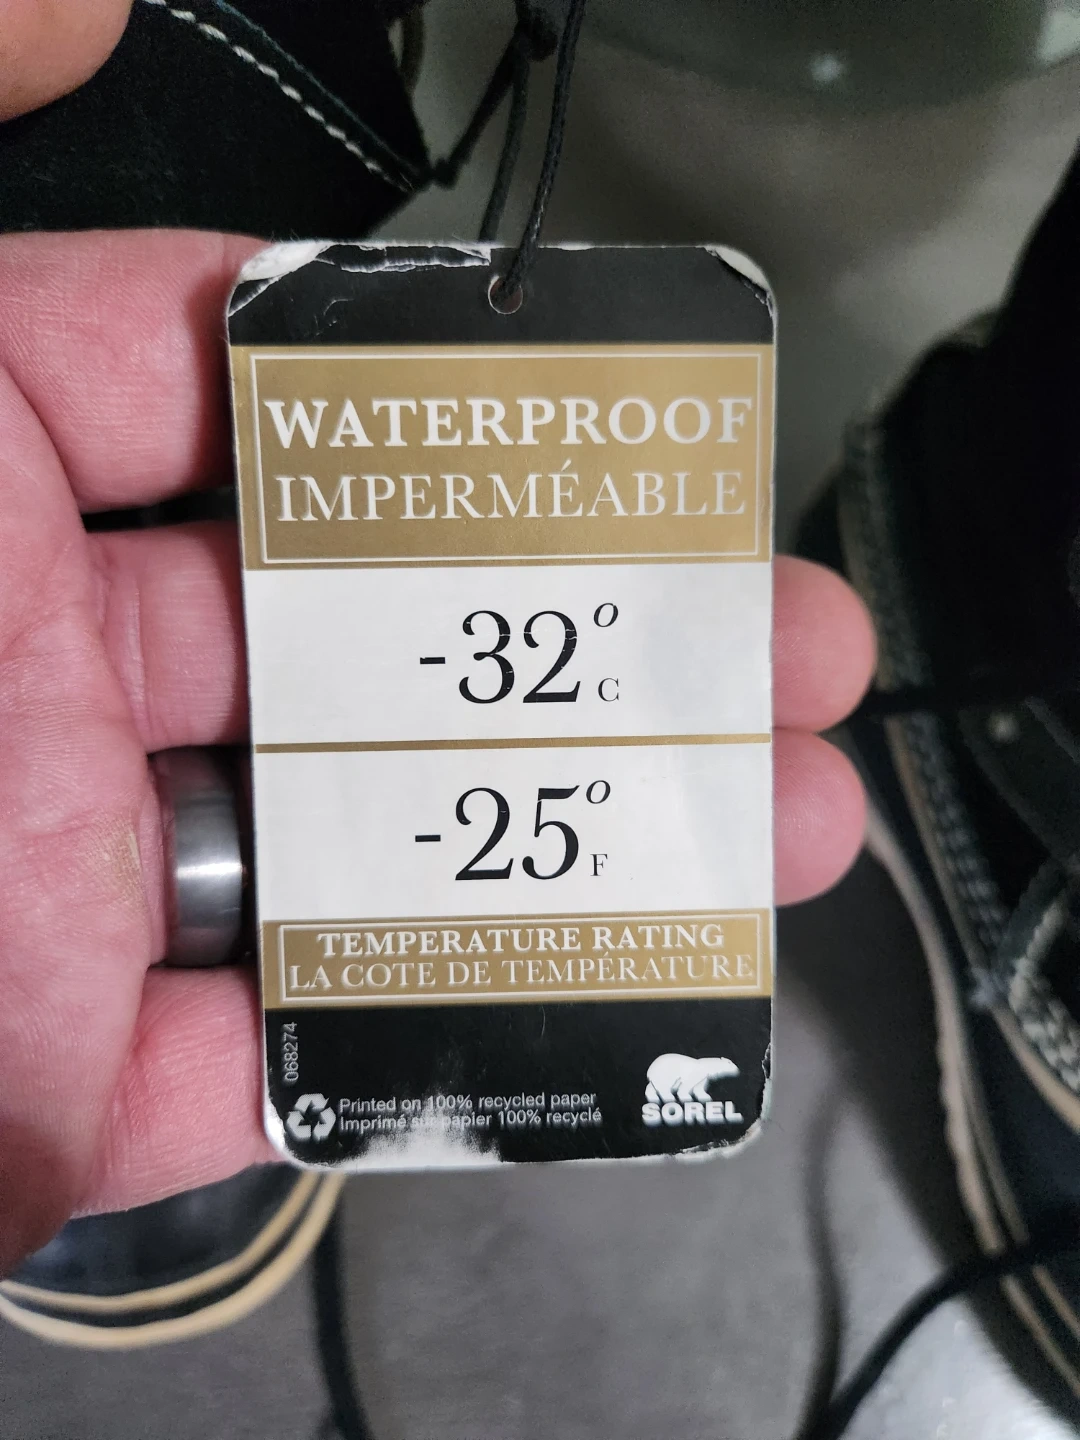 WATERPROOF
IMPERMÉABLE
-32°C
-25°F
TEMPERATURE RATING
LA COTE DE TEMPÉRATURE
068274
Printed on 100% recycled paper
Imprimé sur papier 100% recyclé
SOREL